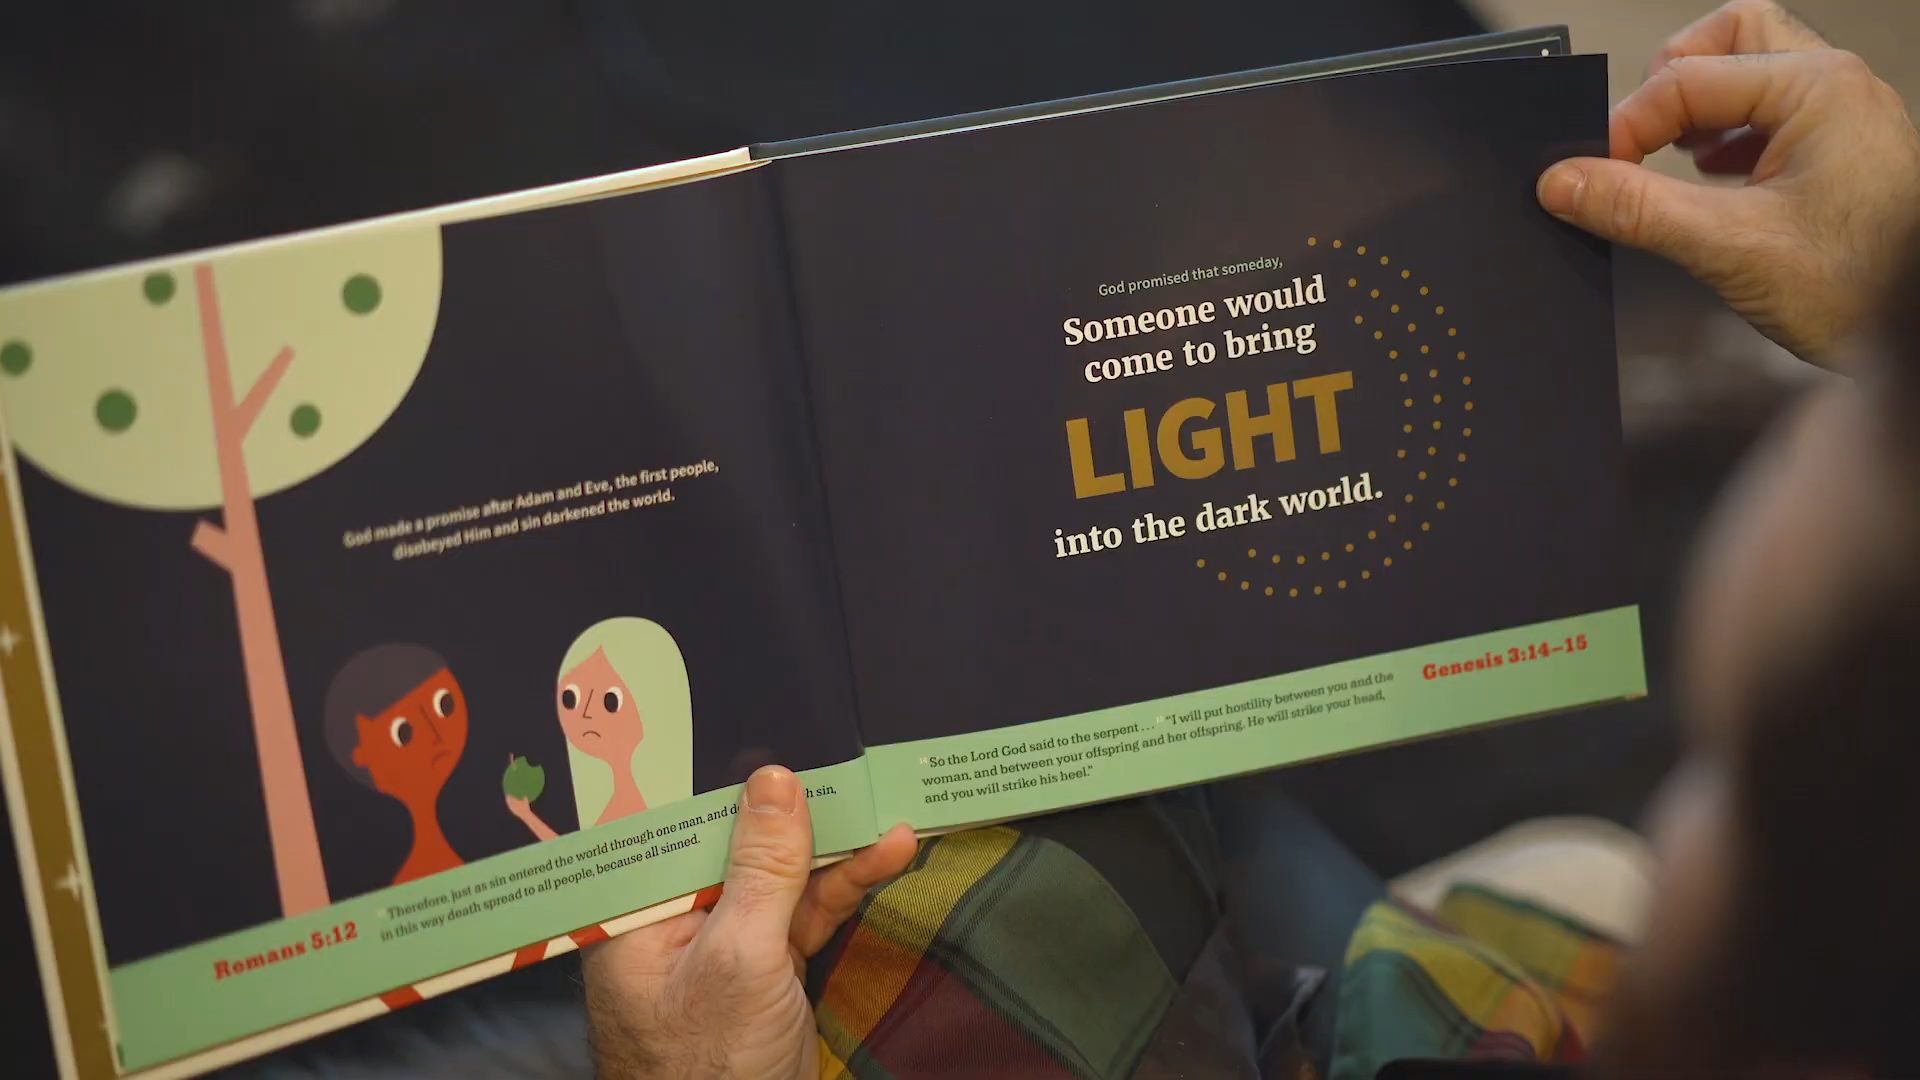 God made a promise after Adam and Eve, the first people,
disobeyed Him and sin darkened the world.
Romans 5:12
Therefore, just as sin entered the world through one man, and sin,
in this way death spread to all people, because all sinned.
God promised that someday,
Someone would
come to bring
LIGHT
into the dark world.
14 So the Lord God said to the serpent . . . 15 “I will put hostility between you and the
woman, and between your offspring and her offspring. He will strike your head,
and you will strike his heel.”
Genesis 3:14–15